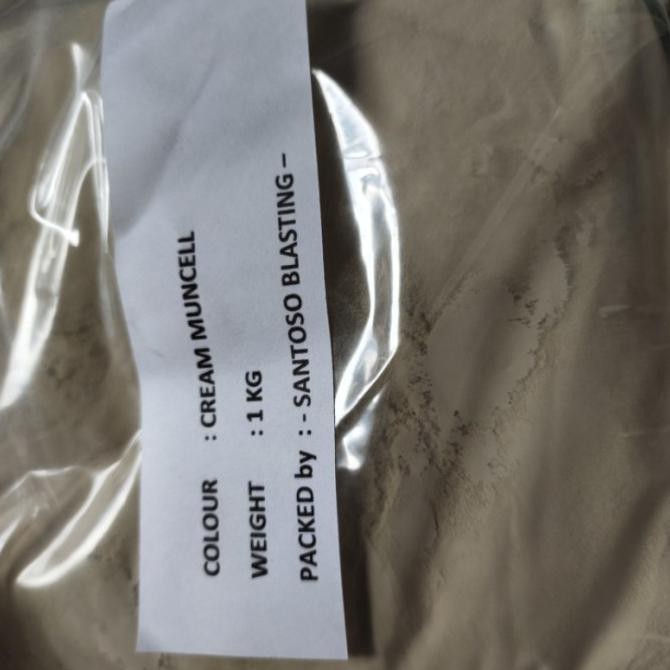 COLOUR : CREAM MUNCELL
WEIGHT : 1 KG
PACKED by : - SANTOSO BLASTING –